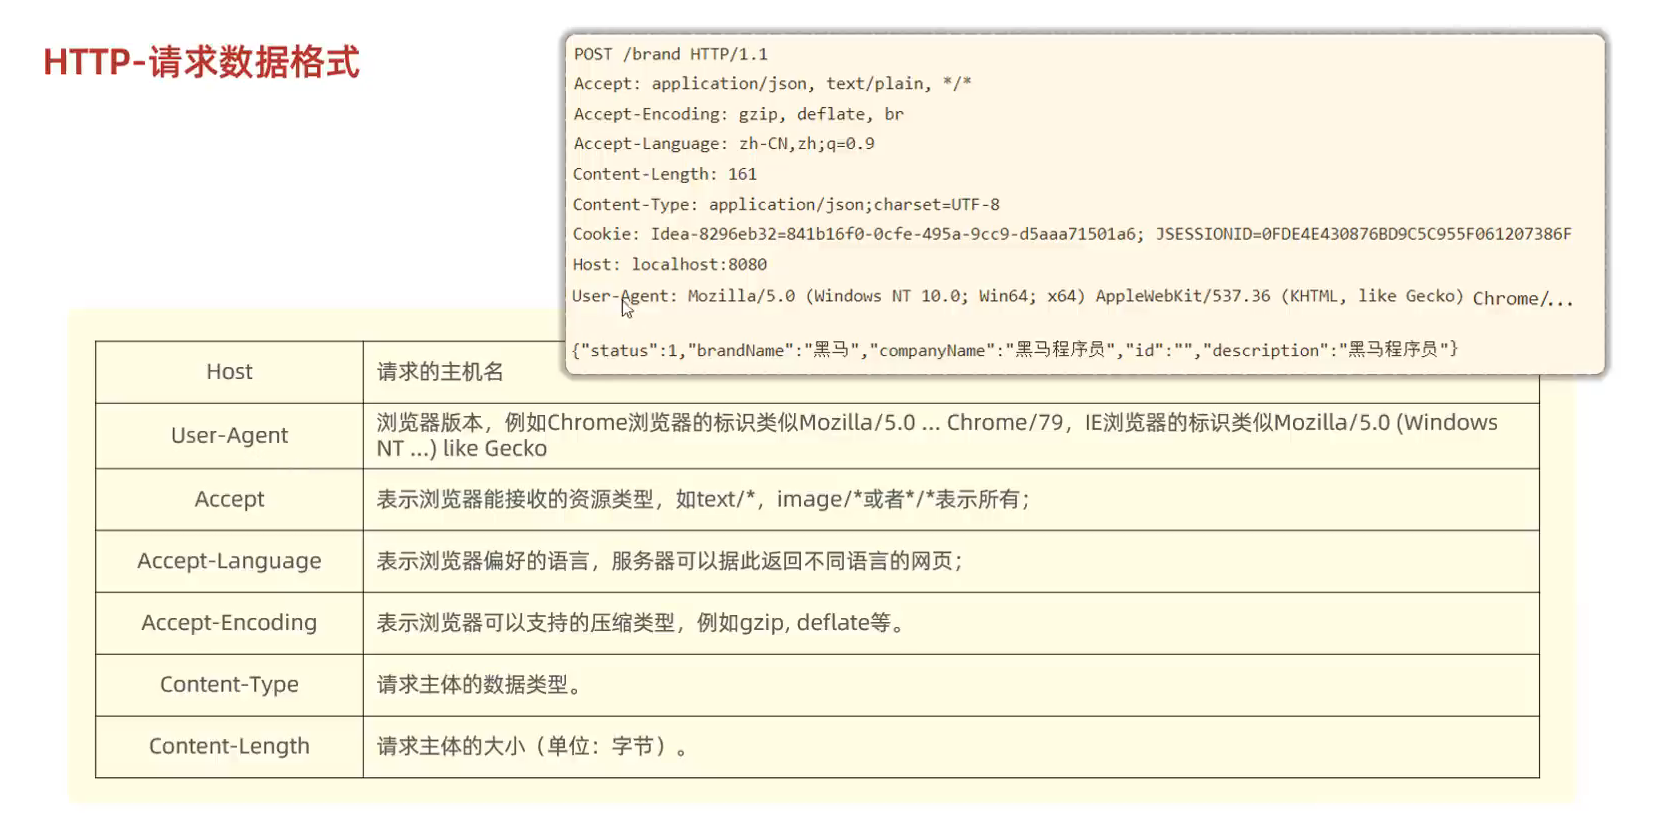 HTTP-请求数据格式
POST /brand HTTP/1.1
Accept: application/json, text/plain, */*
Accept-Encoding: gzip, deflate, br
Accept-Language: zh-CN,zh;q=0.9
Content-Length: 161
Content-Type: application/json;charset=UTF-8
Cookie: Idea-8296eb32=841b16f0-0cfe-495a-9cc9-d5aaa71501a6; JSESSIONID=0FDE4E430876BD9C5C955F061207386F
Host: localhost:8080
User-Agent: Mozilla/5.0 (Windows NT 10.0; Win64; x64) AppleWebKit/537.36 (KHTML, like Gecko) Chrome/...
{"status":1,"brandName":"黑马","companyName":"黑马程序员","id":"","description":"黑马程序员"}
Host 请求的主机名
User-Agent 浏览器版本，例如Chrome浏览器的标识类似Mozilla/5.0 ... Chrome/79，IE浏览器的标识类似Mozilla/5.0 (Windows
NT ...) like Gecko
Accept 表示浏览器能接收的资源类型，如text/*，image/*或者*/*表示所有；
Accept-Language 表示浏览器偏好的语言，服务器可以据此返回不同语言的网页；
Accept-Encoding 表示浏览器可以支持的压缩类型，例如gzip, deflate等。
Content-Type 请求主体的数据类型。
Content-Length 请求主体的大小（单位：字节）。